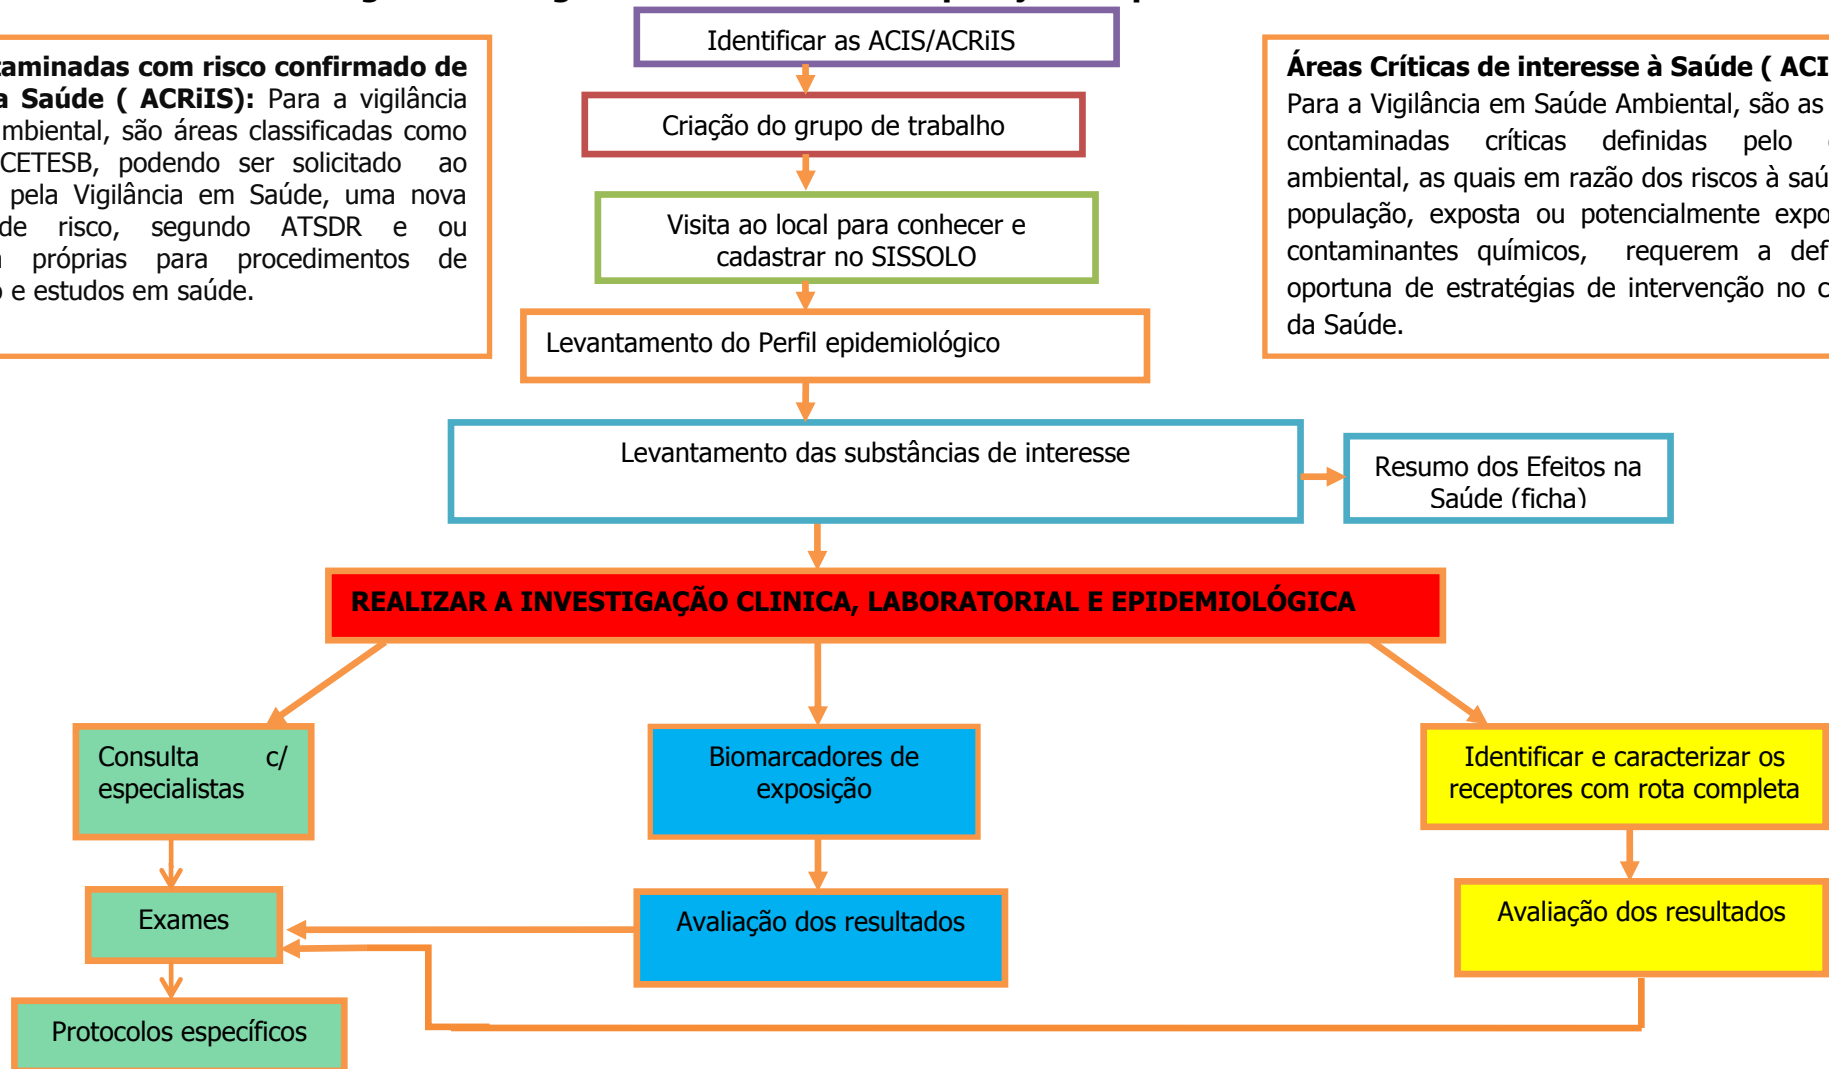 Identificar as ACIS/ACRiIS
taminadas com risco confirmado de
a Saúde ( ACRiIS): Para a vigilância
mbiental, são áreas classificadas como
CETESB, podendo ser solicitado ao
pela Vigilância em Saúde, uma nova
de risco, segundo ATSDR e ou
próprias para procedimentos de
e estudos em saúde.
Áreas Críticas de interesse à Saúde ( ACI
Para a Vigilância em Saúde Ambiental, são as
contaminadas críticas definidas pelo
ambiental, as quais em razão dos riscos à saú
população, exposta ou potencialmente expo
contaminantes químicos, requerem a def
oportuna de estratégias de intervenção no c
da Saúde.
Criação do grupo de trabalho
Visita ao local para conhecer e
cadastrar no SISSOLO
Levantamento do Perfil epidemiológico
Levantamento das substâncias de interesse
Resumo dos Efeitos na
Saúde (ficha)
REALIZAR A INVESTIGAÇÃO CLINICA, LABORATORIAL E EPIDEMIOLÓGICA
Consulta c/
especialistas
Biomarcadores de
exposição
Identificar e caracterizar os
receptores com rota completa
Exames
Avaliação dos resultados
Avaliação dos resultados
Protocolos específicos